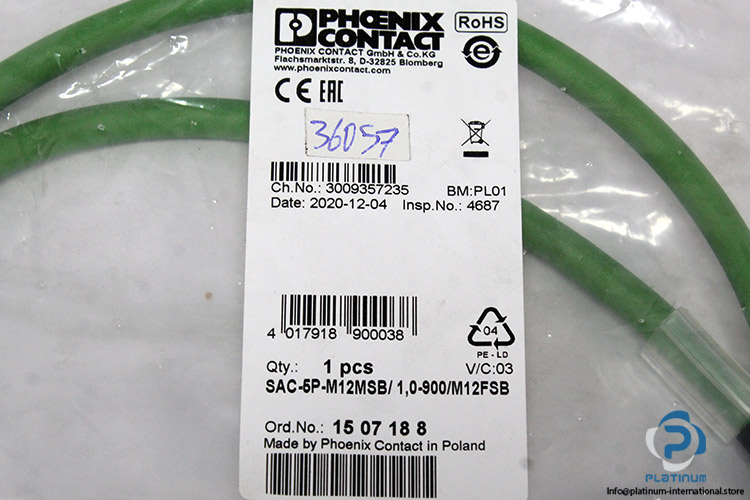 PHŒNIX
CONTACT
RoHS
e
PHOENIX CONTACT GmbH & Co.KG
Flachsmarktstr. 8, D-32825 Blomberg
www.phoenixcontact.com
CE EAC
36057
Ch.No.: 3009357235 BM:PL01
Date: 2020-12-04 Insp.No.: 4687
4 017918 900038
04
PE - LD
Qty.: 1 pcs V/C:03
SAC-5P-M12MSB/ 1,0-900/M12FSB
Ord.No.: 15 07 18 8
Made by Phoenix Contact in Poland
PLATINUM
Info@platinum-international.store